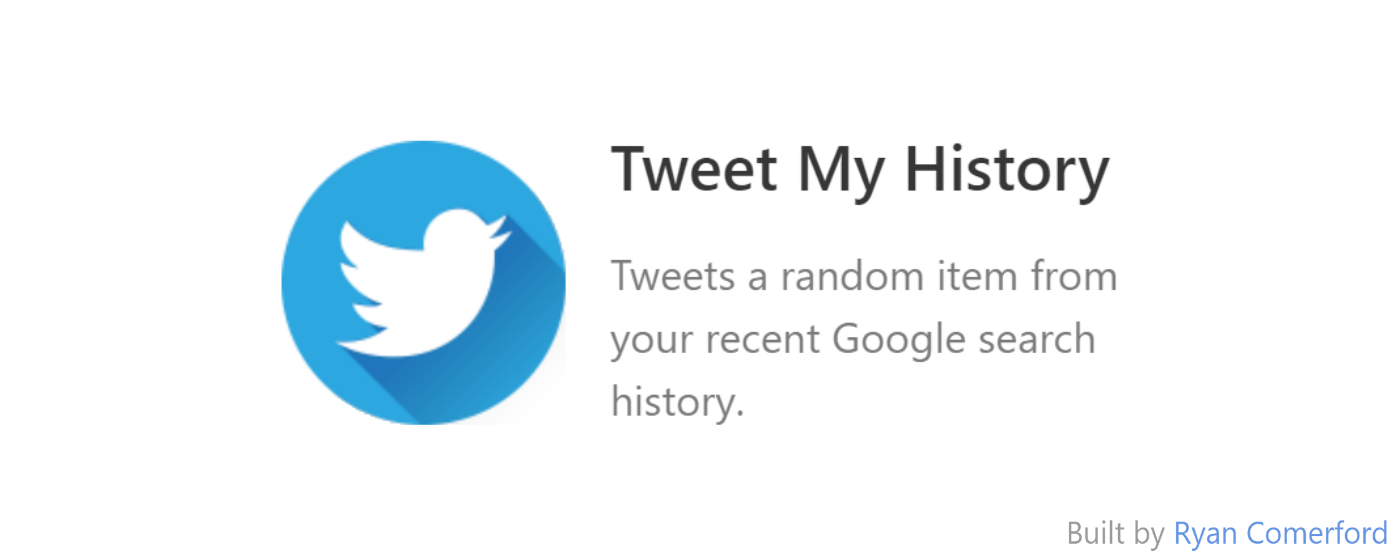 Tweet My History
Tweets a random item from
your recent Google search
history.
Built by Ryan Comerford